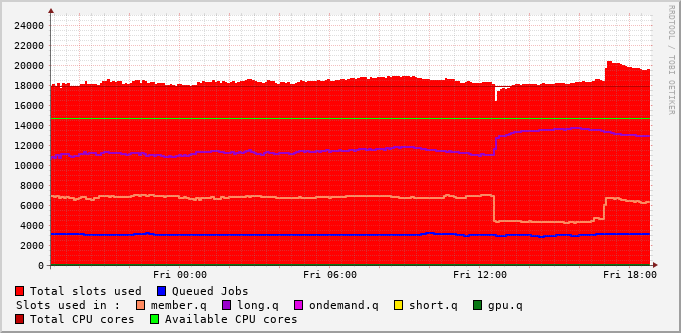 RRDTOOL / TOBI OETIKER
24000
22000
20000
18000
16000
14000
12000
10000
8000
6000
4000
2000
0
Fri 00:00 Fri 06:00 Fri 12:00 Fri 18:00
Total slots used Queued Jobs
Slots used in : member.q long.q ondemand.q short.q gpu.q
Total CPU cores Available CPU cores